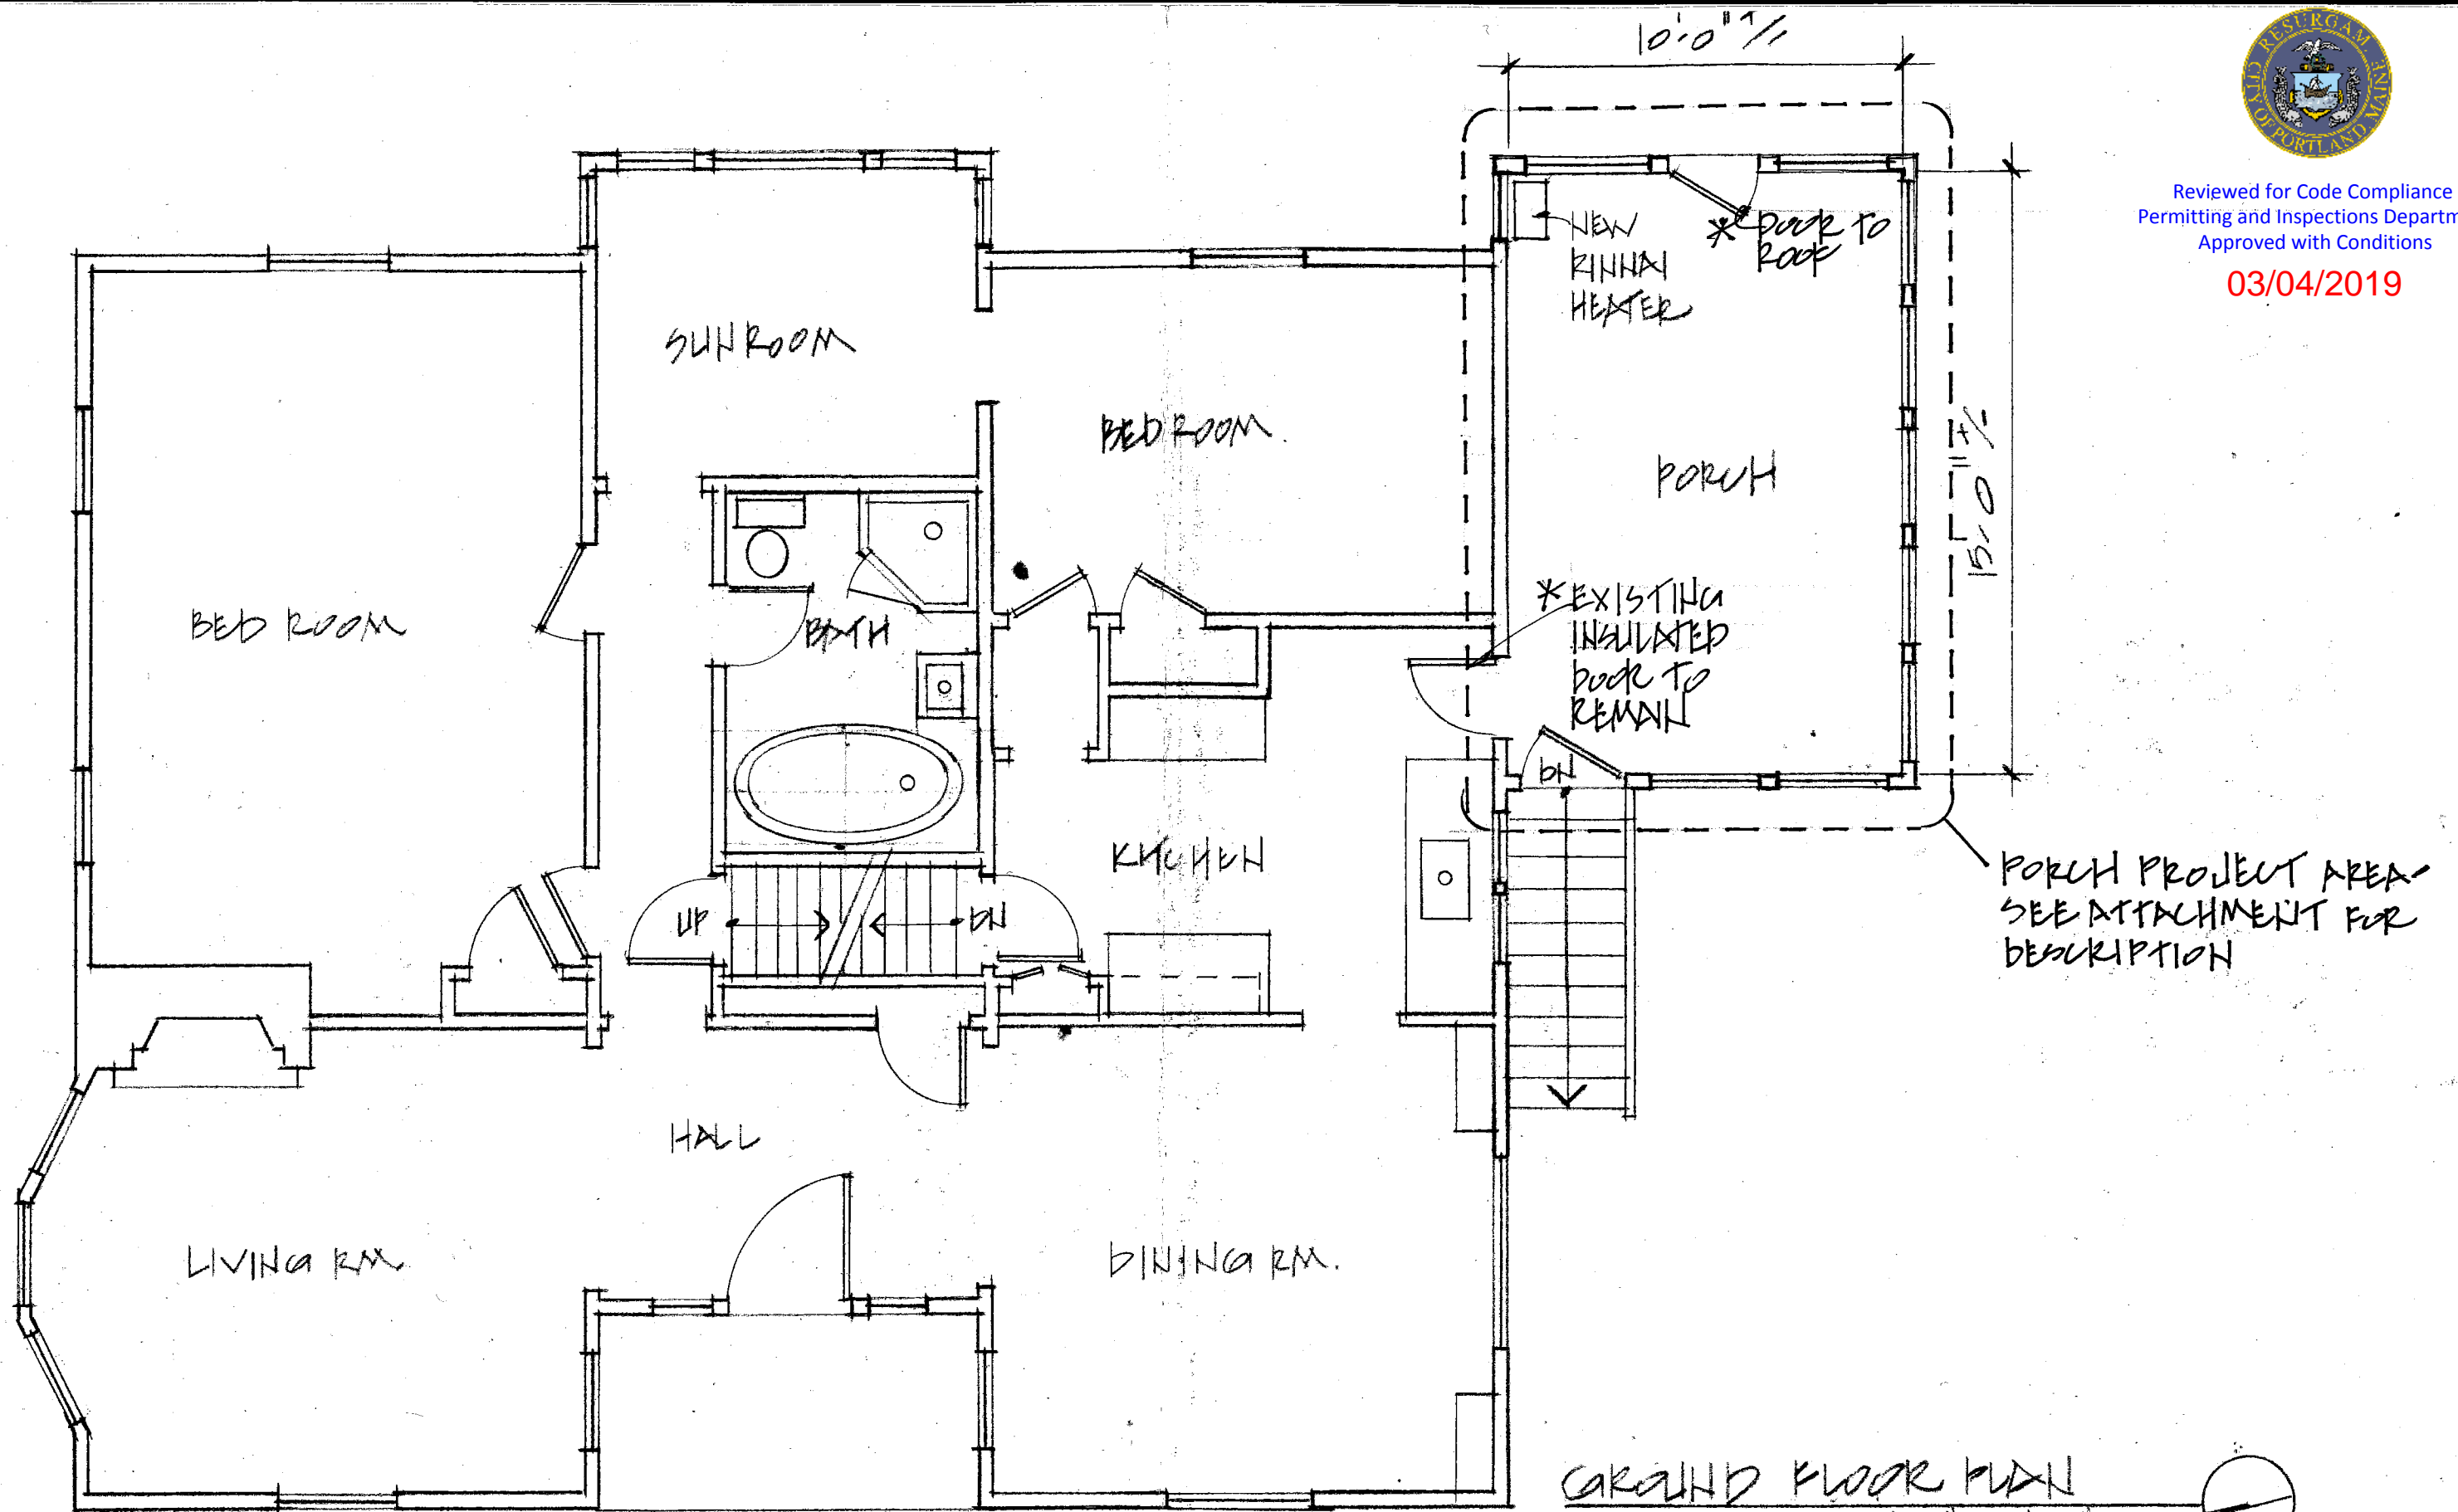 10'-0" +/-
RESURGAM
CITY OF PORTLAND, MAINE
Reviewed for Code Compliance
Permitting and Inspections Departm
Approved with Conditions
03/04/2019
NEW
RINNAI
HEATER
* DOOR TO
ROOF
SUNROOM
BEDROOM.
PORCH
15'-0" +/-
* EXISTING
INSULATED
DOOR TO
REMAIN
BED ROOM
BATH
DN
KITCHEN
UP
DN
PORCH PROJECT AREA-
SEE ATTACHMENT FOR
DESCRIPTION
HALL
LIVING RM.
DINING RM.
GROUND FLOOR PLAN